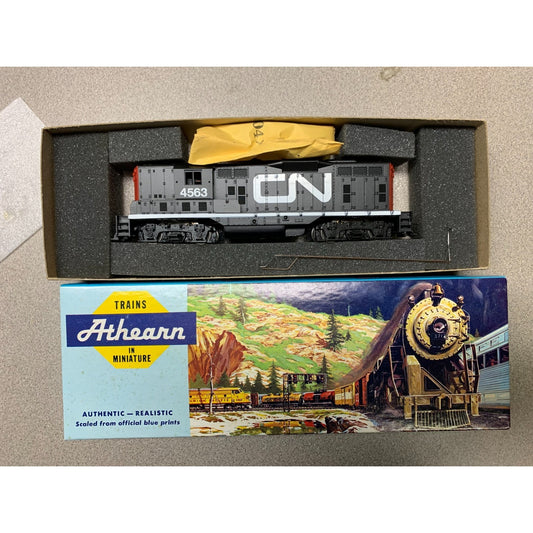 4563
CN
TRAINS
Athearn
IN
MINIATURE
AUTHENTIC — REALISTIC
Scaled from official blue prints